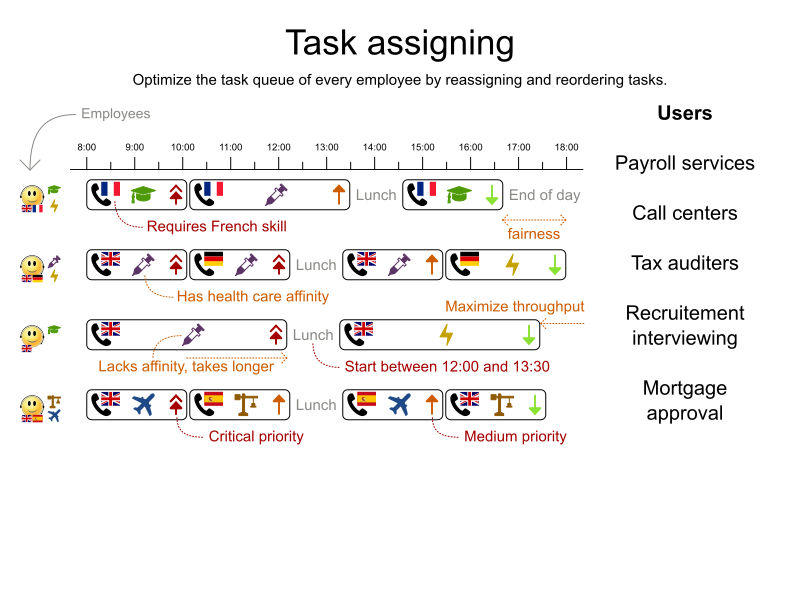 Task assigning
Optimize the task queue of every employee by reassigning and reordering tasks.
Employees
Users
8:00 9:00 10:00 11:00 12:00 13:00 14:00 15:00 16:00 17:00 18:00
Payroll services
Lunch
End of day
Requires French skill
fairness
Call centers
Lunch
Tax auditers
Has health care affinity
Maximize throughput
Lunch
Recruitement
interviewing
Lacks affinity, takes longer
Start between 12:00 and 13:30
Lunch
Mortgage
approval
Critical priority
Medium priority